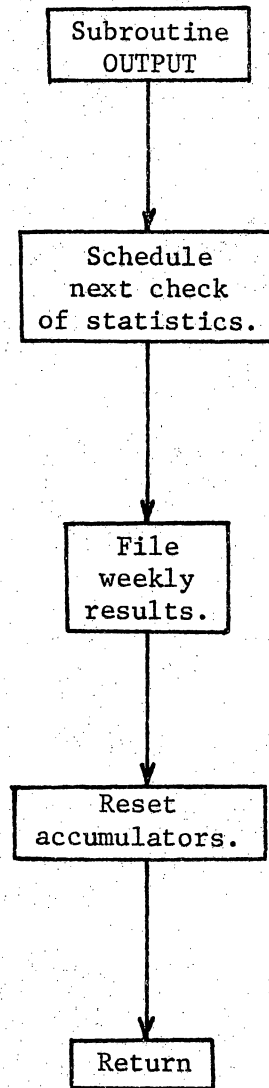 Subroutine
OUTPUT
Schedule
next check
of statistics.
File
weekly
results.
Reset
accumulators.
Return